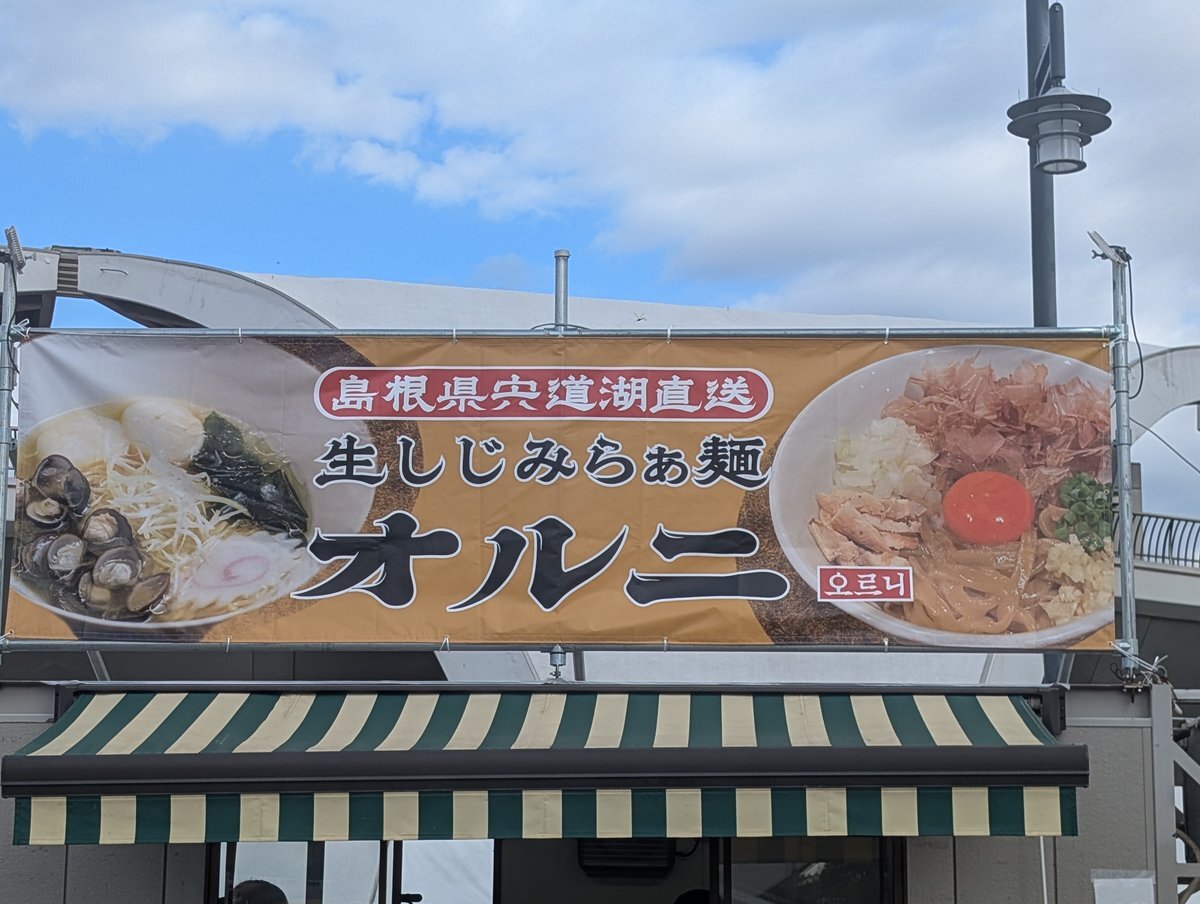 島根県宍道湖直送
生しじみらぁ麺
オルニ
오르니